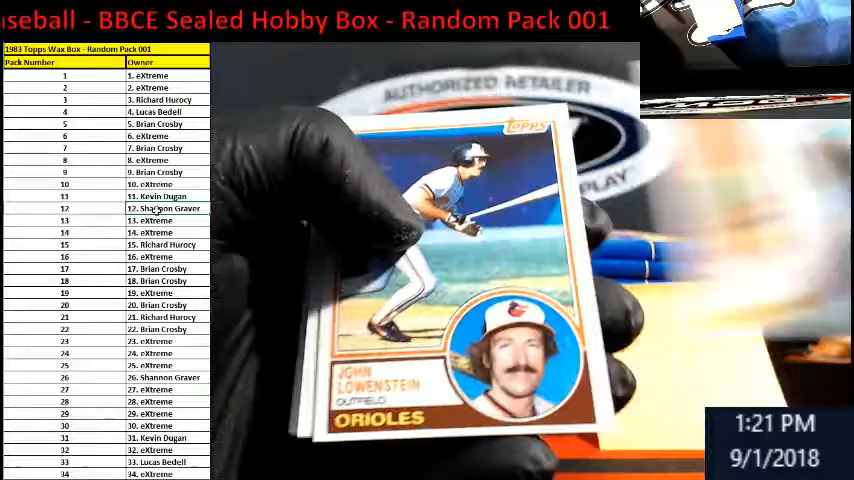 seball - BBCE Sealed Hobby Box - Random Pack 001
1983 Topps Wax Box - Random Pack 001
Pack Number Owner
1 1. eXtreme
2 2. eXtreme
3 3. Richard Hurocy
4 4. Lucas Bedell
5 5. Brian Crosby
6 6. eXtreme
7 7. Brian Crosby
8 8. eXtreme
9 9. Brian Crosby
10 10. eXtreme
11 11. Kevin Dugan
12 12. Shannon Graver
13 13. eXtreme
14 14. eXtreme
15 15. Richard Hurocy
16 16. eXtreme
17 17. Brian Crosby
18 18. Brian Crosby
19 19. eXtreme
20 20. Brian Crosby
21 21. Richard Hurocy
22 22. Brian Crosby
23 23. eXtreme
24 24. eXtreme
25 25. eXtreme
26 26. Shannon Graver
27 27. eXtreme
28 28. eXtreme
29 29. eXtreme
30 30. eXtreme
31 31. Kevin Dugan
32 32. eXtreme
33 33. Lucas Bedell
34 34. eXtreme
AUTHORIZED RETAILER
PLAY
Topps
JOHN
LOWENSTEIN
OUTFIELD
ORIOLES
1:21 PM
9/1/2018